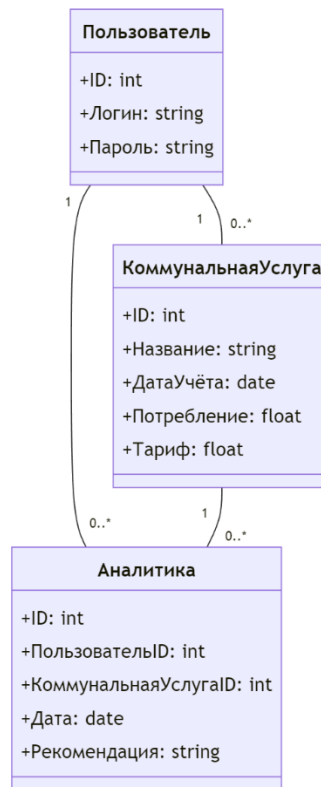 Пользователь
+ID: int
+Логин: string
+Пароль: string
1
1
0..*
КоммунальнаяУслуга
+ID: int
+Название: string
+ДатаУчёта: date
+Потребление: float
+Тариф: float
1
0..*
0..*
Аналитика
+ID: int
+ПользовательID: int
+КоммунальнаяУслугаID: int
+Дата: date
+Рекомендация: string